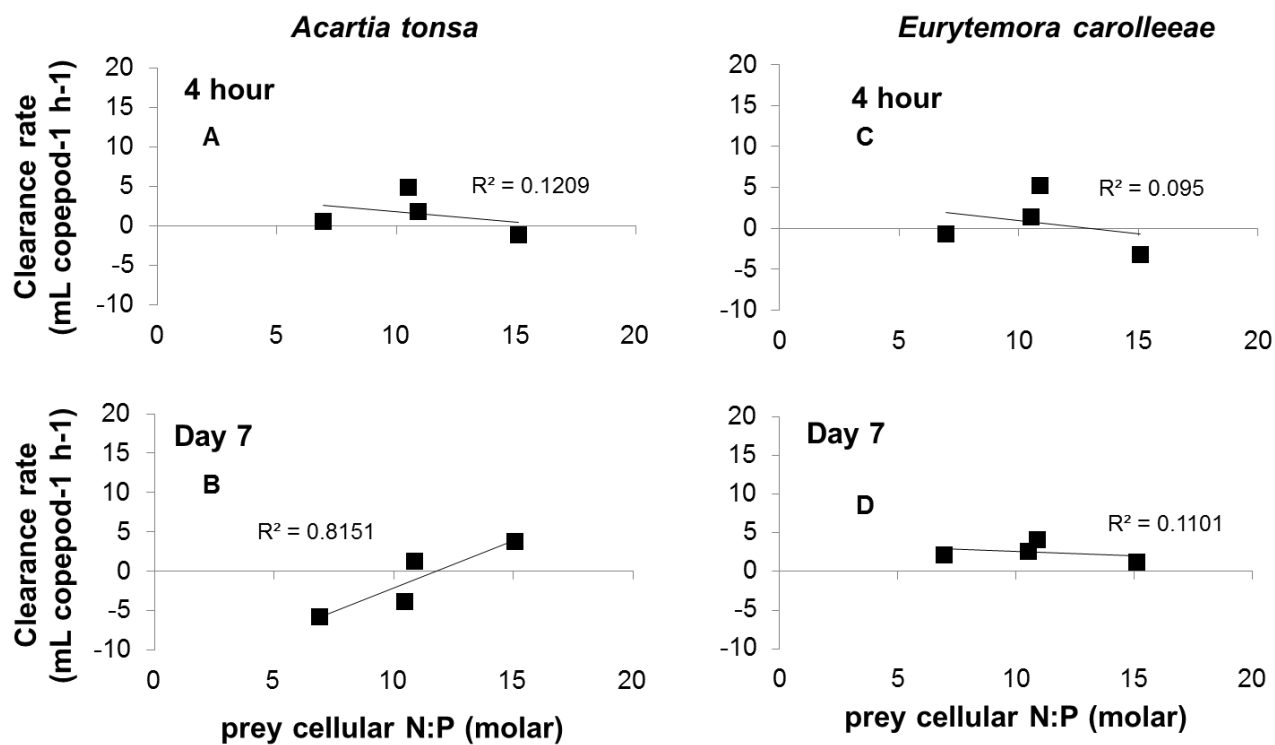 Acartia tonsa
Eurytemora carolleeae
Clearance rate
(mL copepod-1 h-1)
20
15
10
5
0
-5
-10
4 hour
A
R² = 0.1209
0
5
10
15
20
20
15
10
5
0
-5
-10
4 hour
C
R² = 0.095
0
5
10
15
20
Clearance rate
(mL copepod-1 h-1)
20
15
10
5
0
-5
-10
Day 7
B
R² = 0.8151
0
5
10
15
20
prey cellular N:P (molar)
20
15
10
5
0
-5
-10
Day 7
D
R² = 0.1101
0
5
10
15
20
prey cellular N:P (molar)